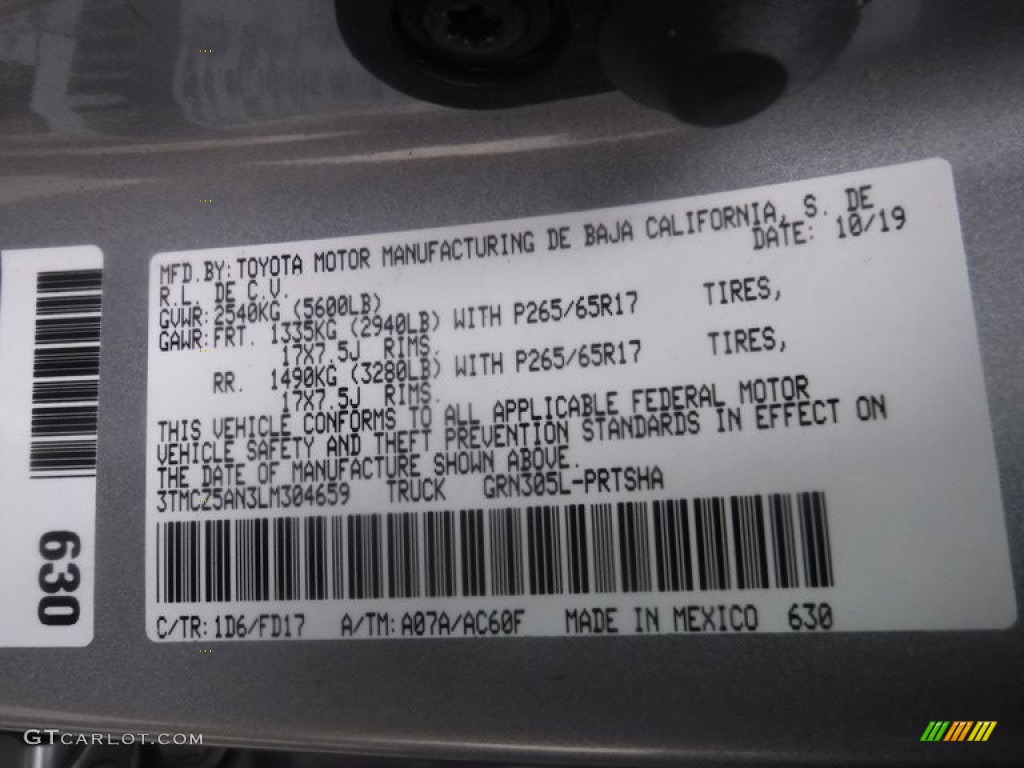 MFD.BY:TOYOTA MOTOR MANUFACTURING DE BAJA CALIFORNIA, S. DE
R.L. DE C.V. DATE: 10/19
GVWR:2540KG (5600LB)
GAWR:FRT. 1335KG (2940LB) WITH P265/65R17 TIRES,
17X7.5J RIMS.
RR. 1490KG (3280LB) WITH P265/65R17 TIRES,
17X7.5J RIMS.
THIS VEHICLE CONFORMS TO ALL APPLICABLE FEDERAL MOTOR
VEHICLE SAFETY AND THEFT PREVENTION STANDARDS IN EFFECT ON
THE DATE OF MANUFACTURE SHOWN ABOVE.
3TMCZ5AN3LM304659 TRUCK GRN305L-PRTSHA
C/TR:1D6/FD17 A/TM:A07A/AC60F MADE IN MEXICO 630
630
GTCARLOT.COM